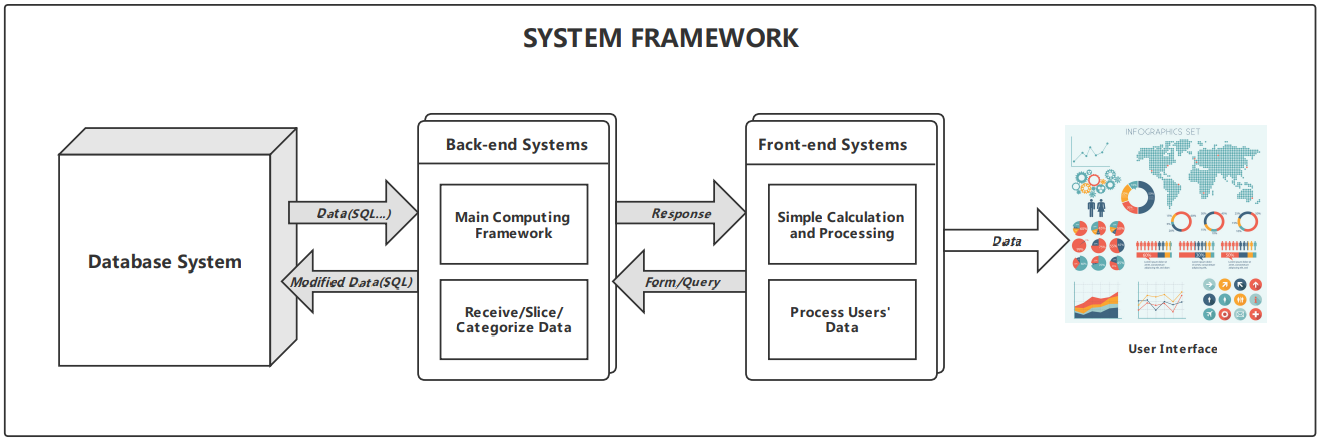 SYSTEM FRAMEWORK
Database System
Data(SQL...)
Modified Data(SQL)
Back-end Systems
Main Computing
Framework
Receive/Slice/
Categorize Data
Response
Form/Query
Front-end Systems
Simple Calculation
and Processing
Process Users'
Data
Data
INFOGRAPHICS SET
User Interface